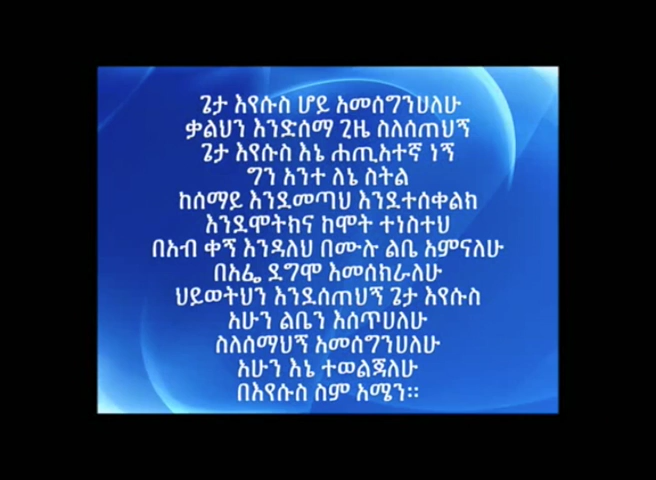 ጌታ እየሱስ ሆይ አመሰግንሀለሁ
ቃልህን እንድሰማ ጊዜ ስለሰጠህኝ
ጌታ እየሱስ እኔ ሐጢአተኛ ነኝ
ግን አንተ ለኔ ስትል
ከሰማይ እንደመጣህ እንደተሰቀልክ
እንደሞትክና ከሞት ተነስተህ
በአብ ቀኝ እንዳለህ በሙሉ ልቤ አምናለሁ
በአፌ ደግሞ እመሰክራለሁ
ህይወትህን እንደሰጠህኝ ጌታ እየሱስ
አሁን ልቤን እሰጥሀለሁ
ስለሰማህኝ አመሰግንሀለሁ
አሁን እኔ ተወልጃለሁ
በእየሱስ ስም አሜን።